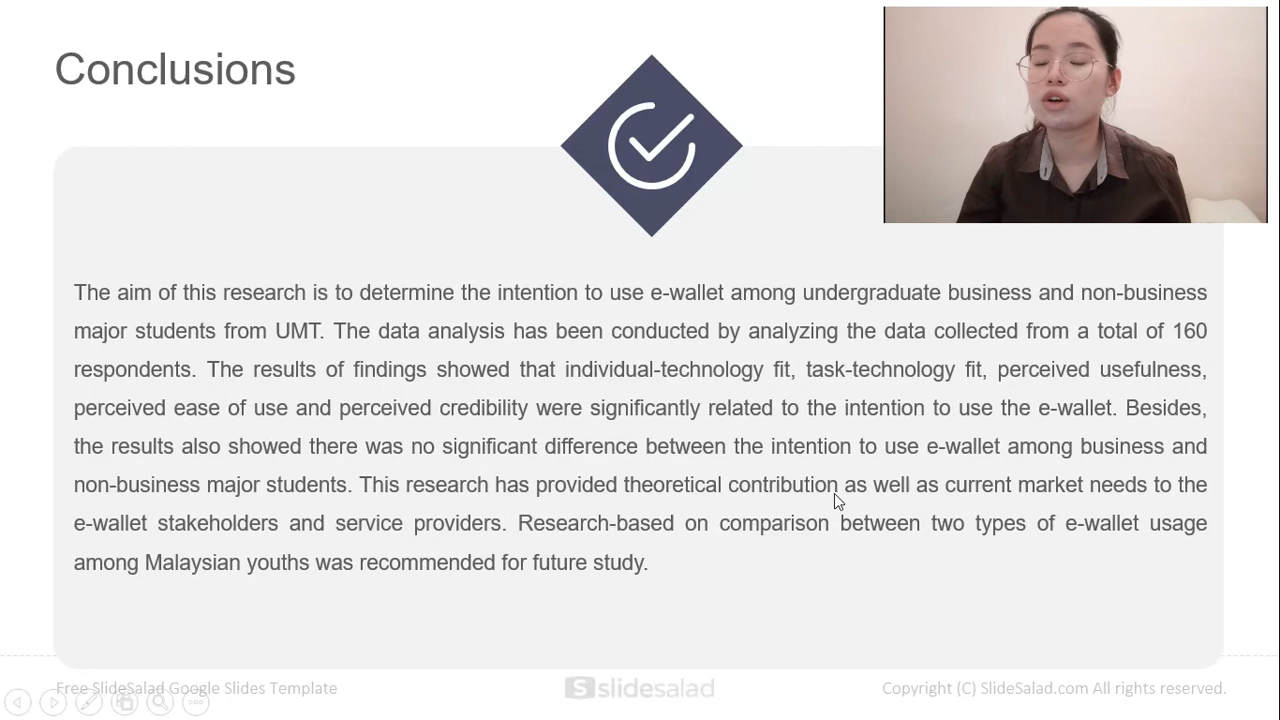 Conclusions
The aim of this research is to determine the intention to use e-wallet among undergraduate business and non-business
major students from UMT. The data analysis has been conducted by analyzing the data collected from a total of 160
respondents. The results of findings showed that individual-technology fit, task-technology fit, perceived usefulness,
perceived ease of use and perceived credibility were significantly related to the intention to use the e-wallet. Besides,
the results also showed there was no significant difference between the intention to use e-wallet among business and
non-business major students. This research has provided theoretical contribution as well as current market needs to the
e-wallet stakeholders and service providers. Research-based on comparison between two types of e-wallet usage
among Malaysian youths was recommended for future study.
Free SlideSalad Google Slides Template
slidesalad
Copyright (C) SlideSalad.com All rights reserved.